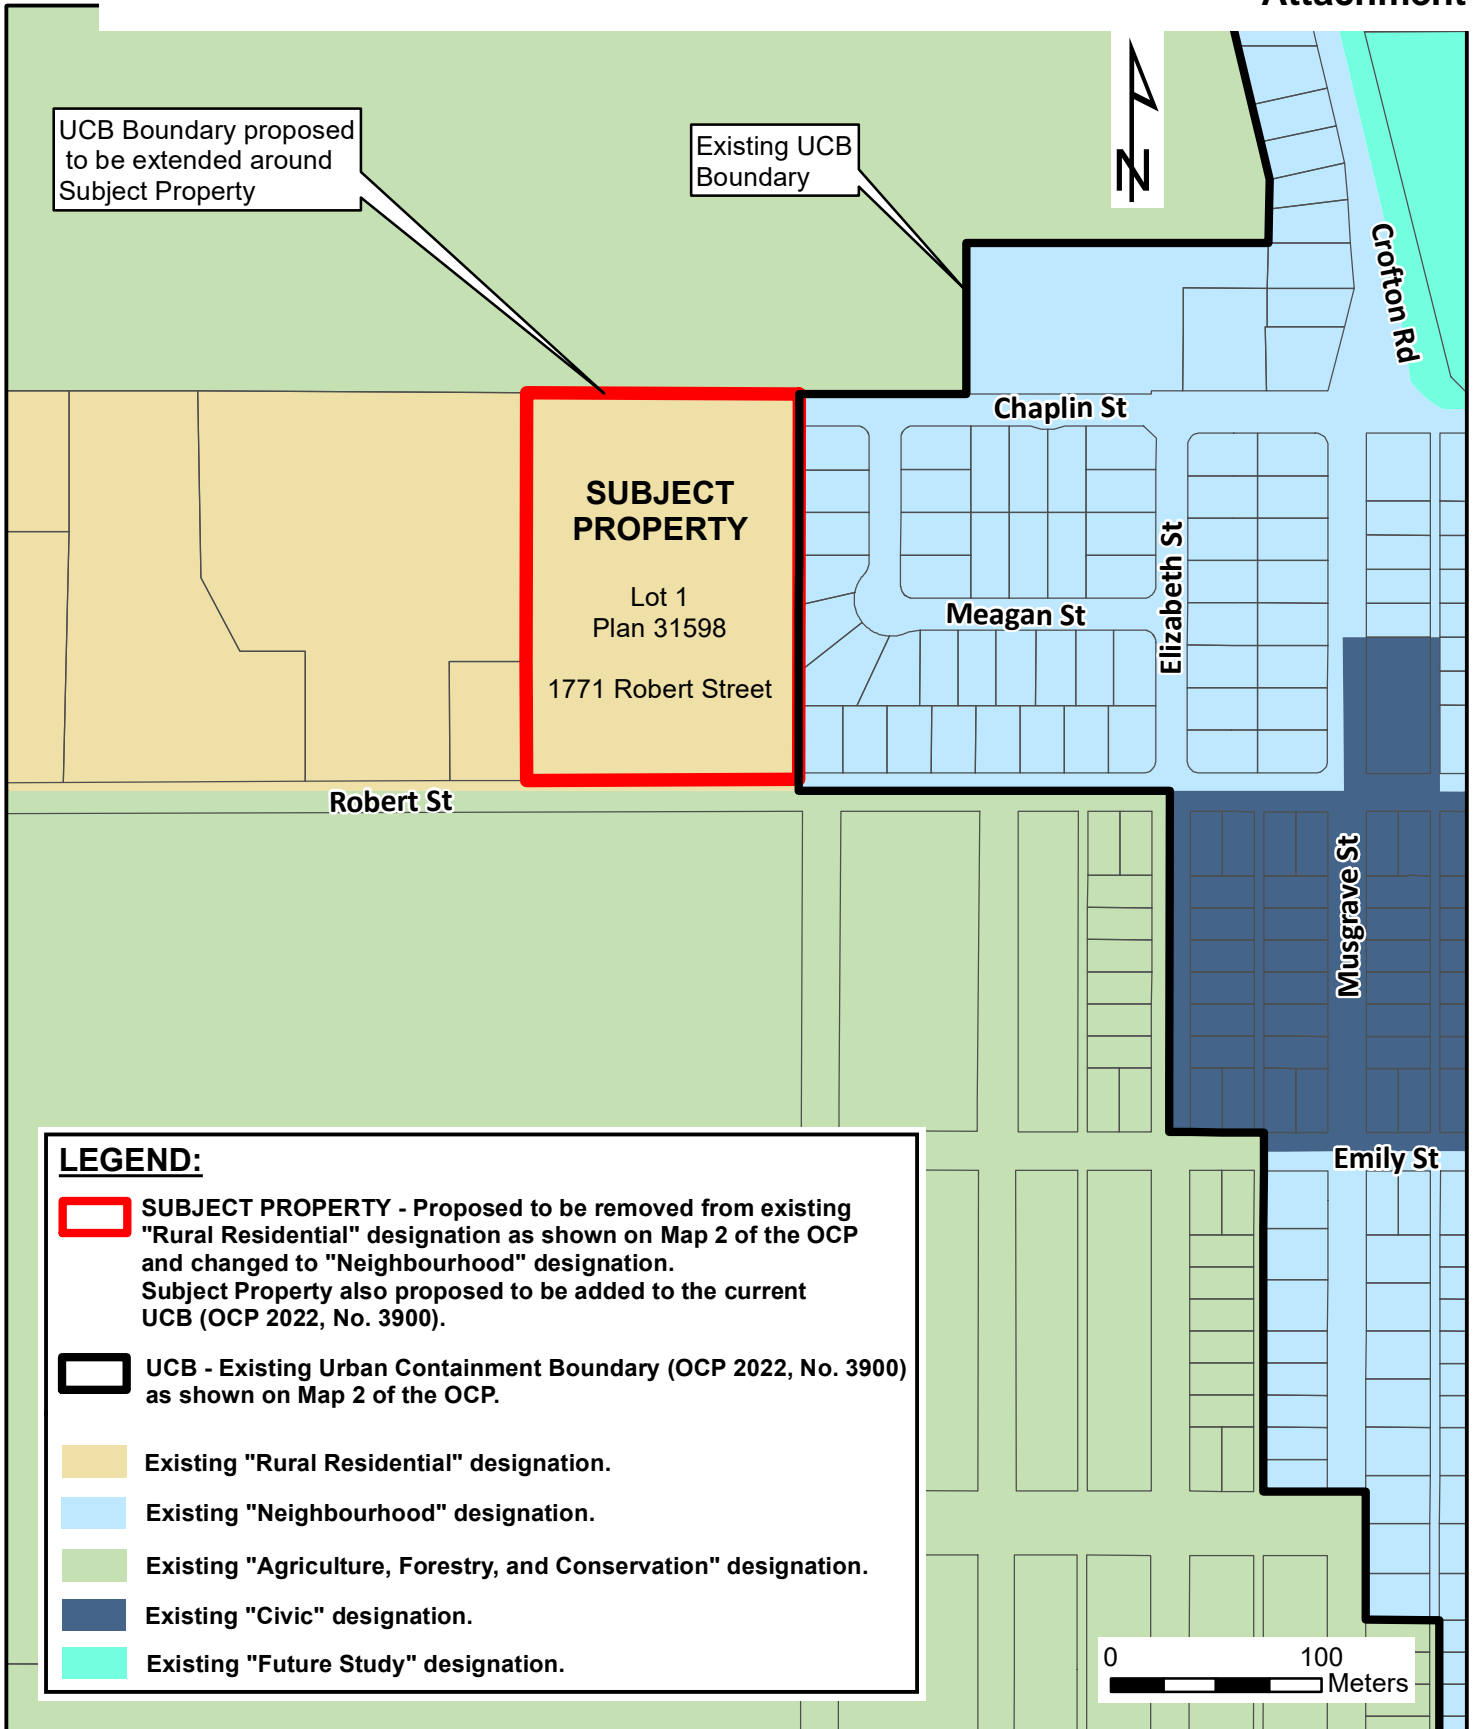 Attachment
UCB Boundary proposed
to be extended around
Subject Property
Existing UCB
Boundary
N
Crofton Rd
Chaplin St
SUBJECT
PROPERTY
Lot 1
Plan 31598
1771 Robert Street
Meagan St
Elizabeth St
Robert St
Musgrave St
Emily St
LEGEND:
SUBJECT PROPERTY - Proposed to be removed from existing
"Rural Residential" designation as shown on Map 2 of the OCP
and changed to "Neighbourhood" designation.
Subject Property also proposed to be added to the current
UCB (OCP 2022, No. 3900).
UCB - Existing Urban Containment Boundary (OCP 2022, No. 3900)
as shown on Map 2 of the OCP.
Existing "Rural Residential" designation.
Existing "Neighbourhood" designation.
Existing "Agriculture, Forestry, and Conservation" designation.
Existing "Civic" designation.
Existing "Future Study" designation.
0 100
Meters